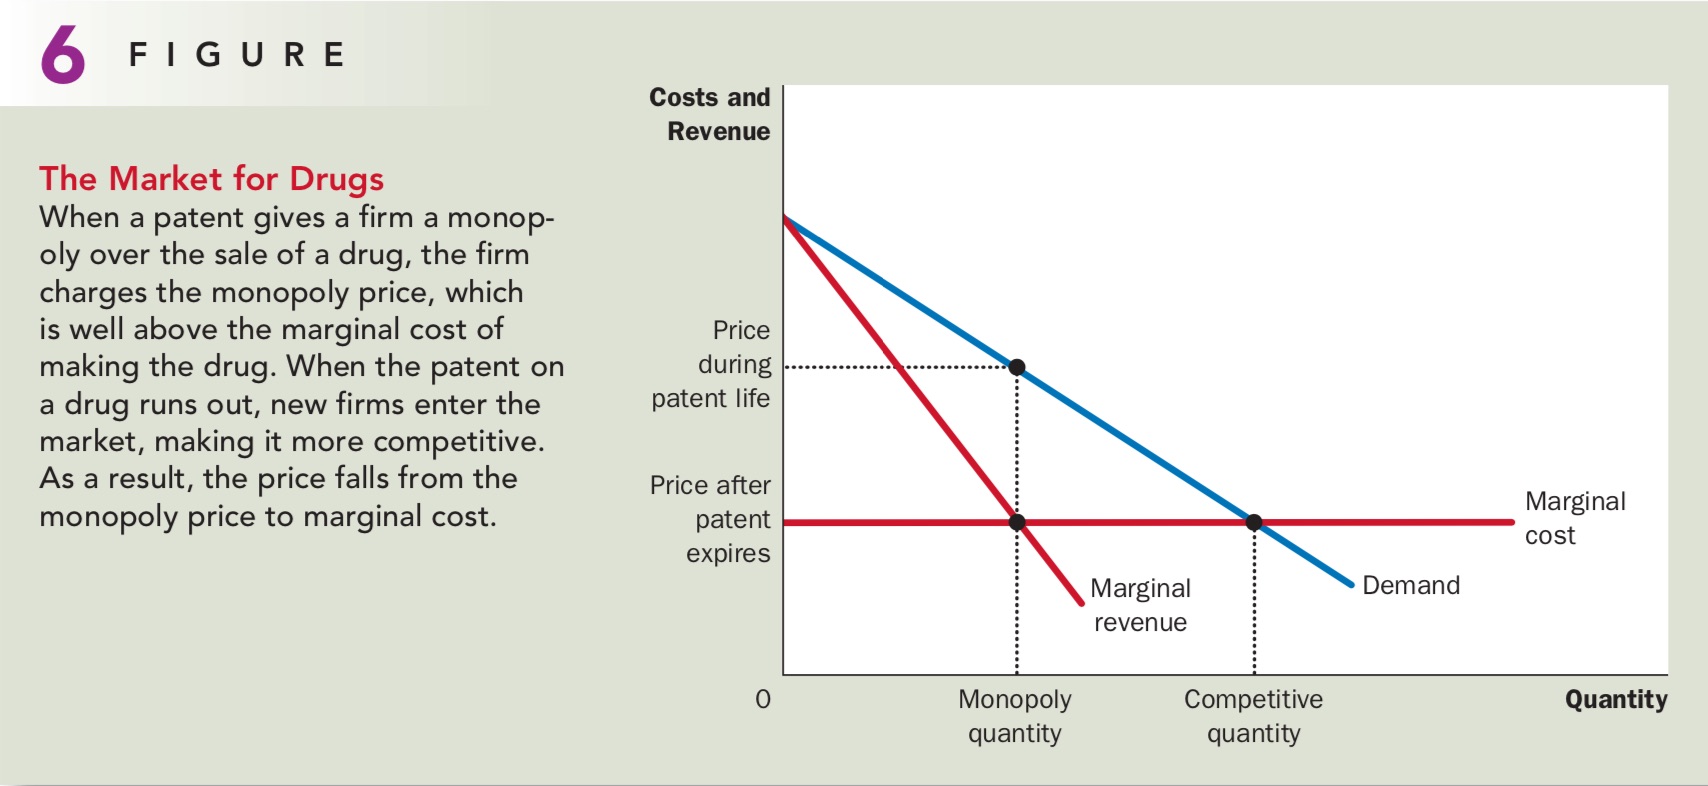 6 FIGURE
The Market for Drugs
When a patent gives a firm a monop-
oly over the sale of a drug, the firm
charges the monopoly price, which
is well above the marginal cost of
making the drug. When the patent on
a drug runs out, new firms enter the
market, making it more competitive.
As a result, the price falls from the
monopoly price to marginal cost.
Costs and
Revenue
Price
during
patent life
Price after
patent
expires
Marginal
cost
Demand
Marginal
revenue
0
Monopoly
quantity
Competitive
quantity
Quantity